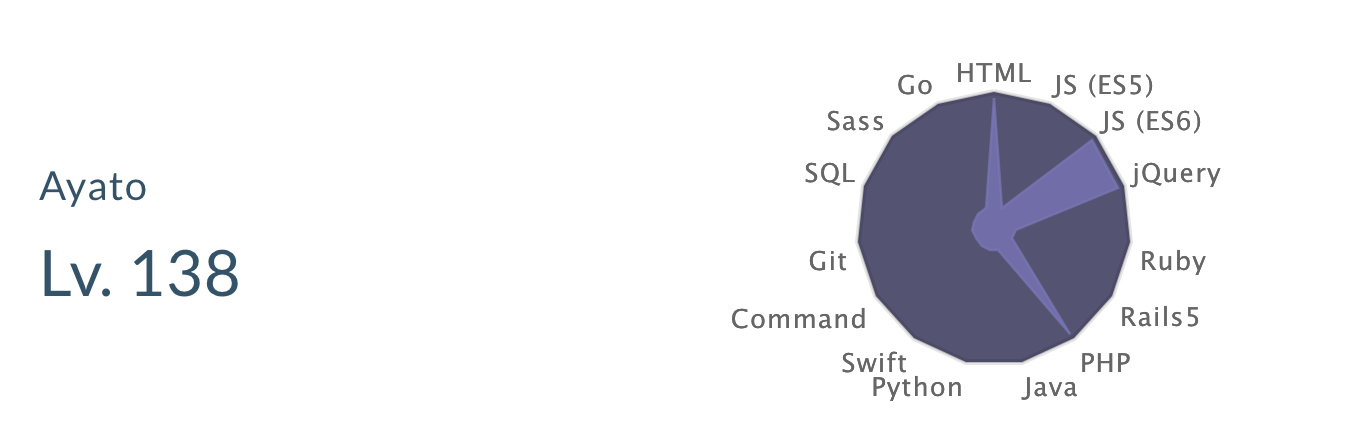 Ayato
Lv. 138
HTML
JS (ES5)
JS (ES6)
jQuery
Ruby
Rails5
PHP
Java
Python
Swift
Command
Git
SQL
Sass
Go